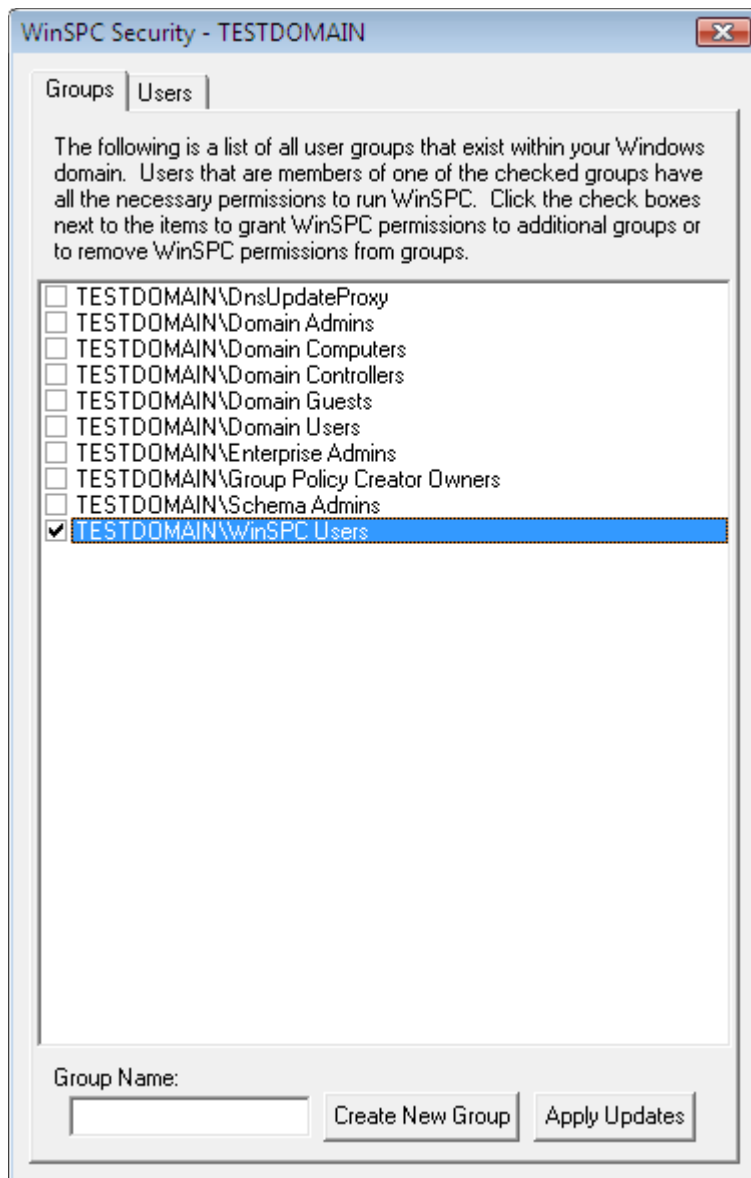 WinSPC Security - TESTDOMAIN
Groups
Users
The following is a list of all user groups that exist within your Windows
domain.  Users that are members of one of the checked groups have
all the necessary permissions to run WinSPC.  Click the check boxes
next to the items to grant WinSPC permissions to additional groups or
to remove WinSPC permissions from groups.
TESTDOMAIN\DnsUpdateProxy
TESTDOMAIN\Domain Admins
TESTDOMAIN\Domain Computers
TESTDOMAIN\Domain Controllers
TESTDOMAIN\Domain Guests
TESTDOMAIN\Domain Users
TESTDOMAIN\Enterprise Admins
TESTDOMAIN\Group Policy Creator Owners
TESTDOMAIN\Schema Admins
TESTDOMAIN\WinSPC Users
Group Name:
Create New Group
Apply Updates